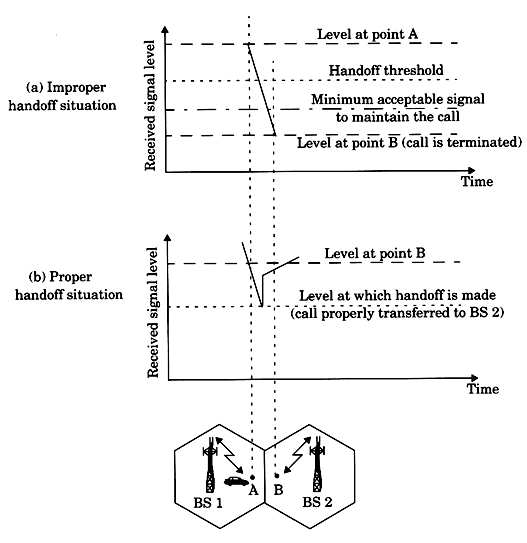 Level at point A
Handoff threshold
(a) Improper
handoff situation
Received signal level
Minimum acceptable signal
to maintain the call
Level at point B (call is terminated)
Time
(b) Proper
handoff situation
Received signal level
Level at point B
Level at which handoff is made
(call properly transferred to BS 2)
Time
A
B
BS 1
BS 2